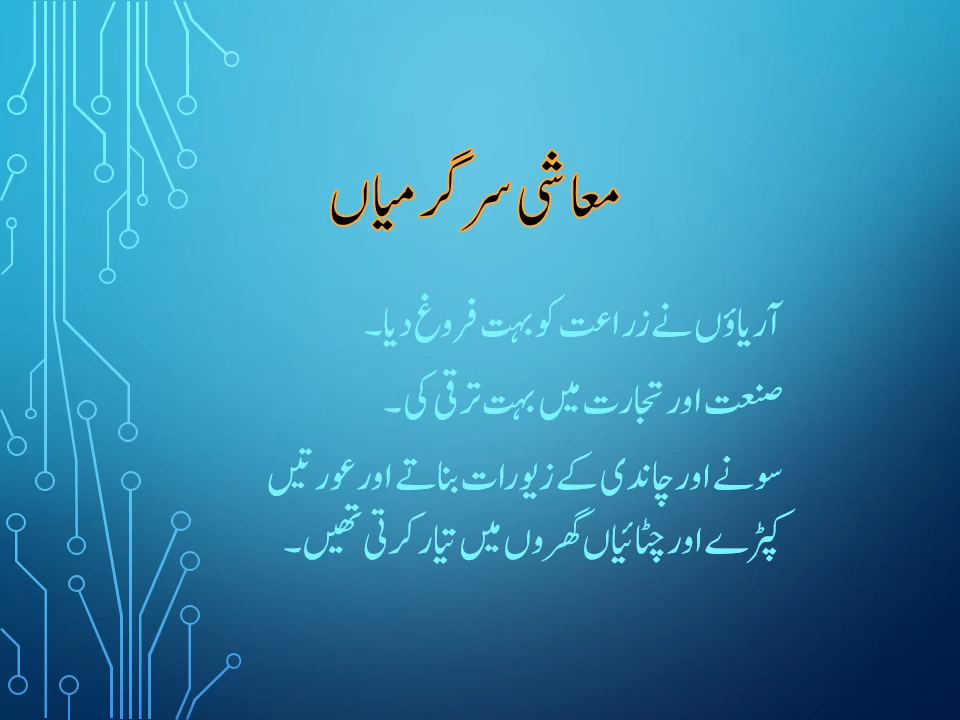 معاشی سرگرمیاں
آریاؤں نے زراعت کو بہت فروغ دیا۔
صنعت اور تجارت میں بہت ترقی کی۔
سونے اور چاندی کے زیورات بناتے اور عورتیں
کپڑے اور چٹائیاں گھروں میں تیار کرتی تھیں۔